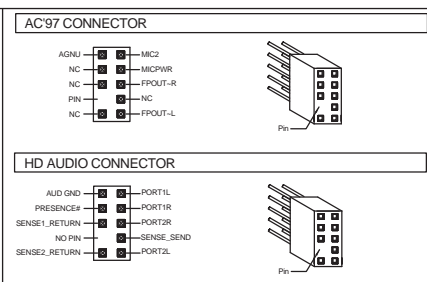 AC'97 CONNECTOR
AGNU MIC2
NC MICPWR
NC FPOUT-R
PIN NC
NC FPOUT-L
Pin
HD AUDIO CONNECTOR
AUD GND PORT1L
PRESENCE# PORT1R
SENSE1_RETURN PORT2R
NO PIN SENSE_SEND
SENSE2_RETURN PORT2L
Pin